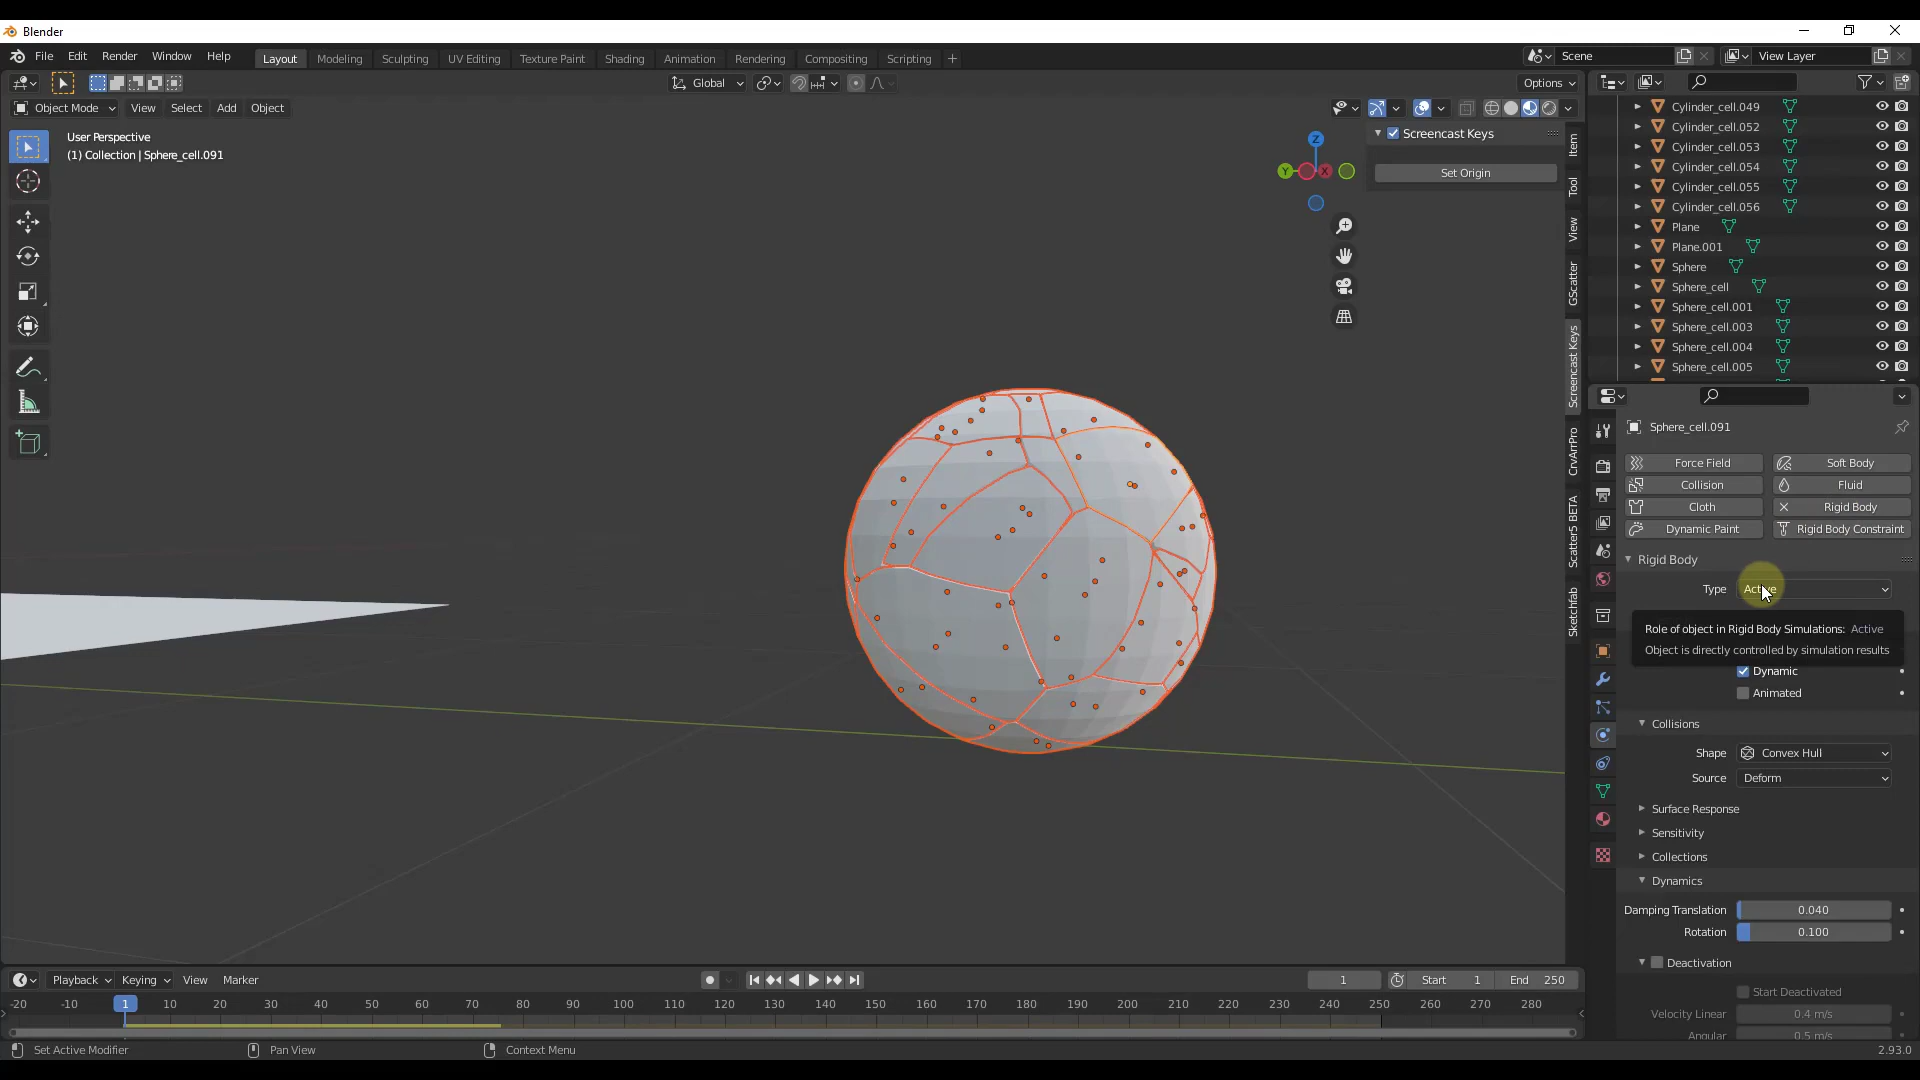 Blender
File Edit Render Window Help Layout Modeling Sculpting UV Editing Texture Paint Shading Animation Rendering Compositing Scripting + Scene View Layer
Global Options
Object Mode View Select Add Object
User Perspective
(1) Collection | Sphere_cell.091
Z
Y X
Screencast Keys
Set Origin
Item
Tool
View
GScatter
Screencast Keys
CrvArrPro
Scatter5 BETA
Sketchfab
Cylinder_cell.049
Cylinder_cell.052
Cylinder_cell.053
Cylinder_cell.054
Cylinder_cell.055
Cylinder_cell.056
Plane
Plane.001
Sphere
Sphere_cell
Sphere_cell.001
Sphere_cell.003
Sphere_cell.004
Sphere_cell.005
Sphere_cell.091
Force Field Soft Body
Collision Fluid
Cloth Rigid Body
Dynamic Paint Rigid Body Constraint
Rigid Body
Type Active
Role of object in Rigid Body Simulations: Active
Object is directly controlled by simulation results
Dynamic
Animated
Collisions
Shape Convex Hull
Source Deform
Surface Response
Sensitivity
Collections
Dynamics
Damping Translation 0.040
Rotation 0.100
Deactivation
Start Deactivated
Velocity Linear 0.4 m/s
Angular 0.5 m/s
Playback Keying View Marker 1 Start 1 End 250
-20 -10 1 10 20 30 40 50 60 70 80 90 100 110 120 130 140 150 160 170 180 190 200 210 220 230 240 250 260 270 280
Set Active Modifier Pan View Context Menu 2.93.0